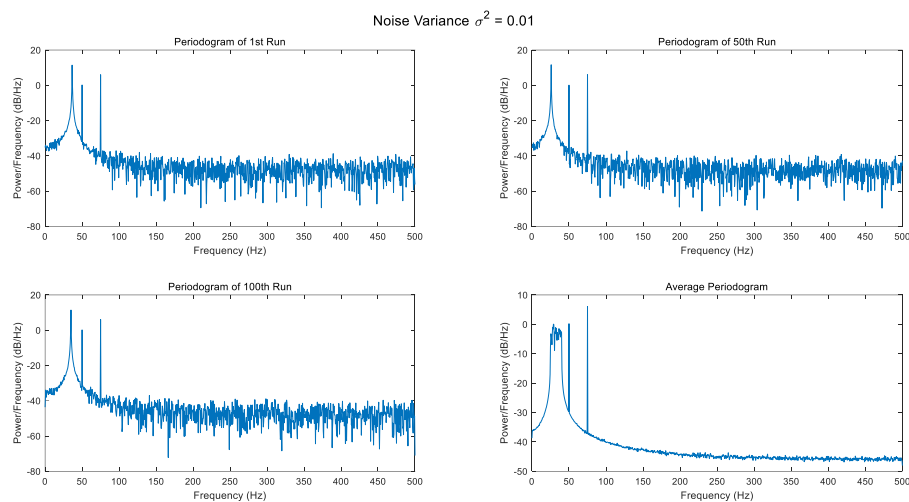 Noise Variance σ² = 0.01
Periodogram of 1st Run
Power/Frequency (dB/Hz)
20
0
-20
-40
-60
-80
0 50 100 150 200 250 300 350 400 450 500
Frequency (Hz)
Periodogram of 50th Run
Power/Frequency (dB/Hz)
20
0
-20
-40
-60
-80
0 50 100 150 200 250 300 350 400 450 500
Frequency (Hz)
Periodogram of 100th Run
Power/Frequency (dB/Hz)
20
0
-20
-40
-60
-80
0 50 100 150 200 250 300 350 400 450 500
Frequency (Hz)
Average Periodogram
Power/Frequency (dB/Hz)
10
0
-10
-20
-30
-40
-50
0 50 100 150 200 250 300 350 400 450 500
Frequency (Hz)